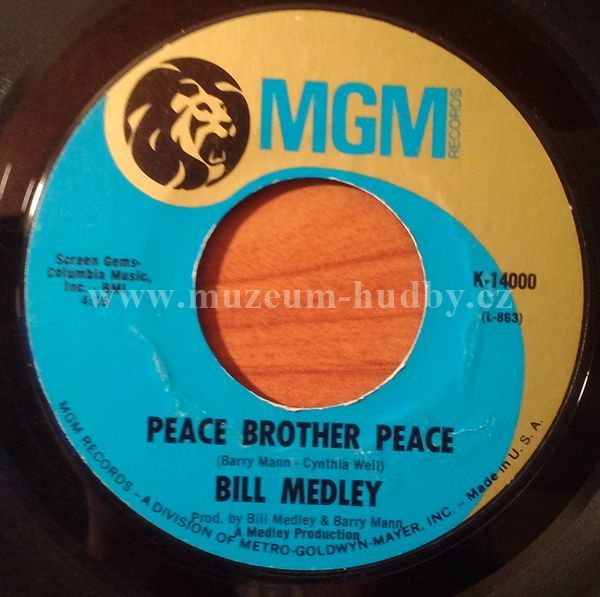 MGM
RECORDS
Screen Gems-
Columbia Music,
Inc., BMI
K-14000
(L-863)
www.muzeum-hudby.cz
PEACE BROTHER PEACE
(Barry Mann - Cynthia Weil)
BILL MEDLEY
Prod. by Bill Medley & Barry Mann
A Medley Production
MGM RECORDS – A DIVISION OF METRO-GOLDWYN-MAYER, INC. – Made in U. S. A.